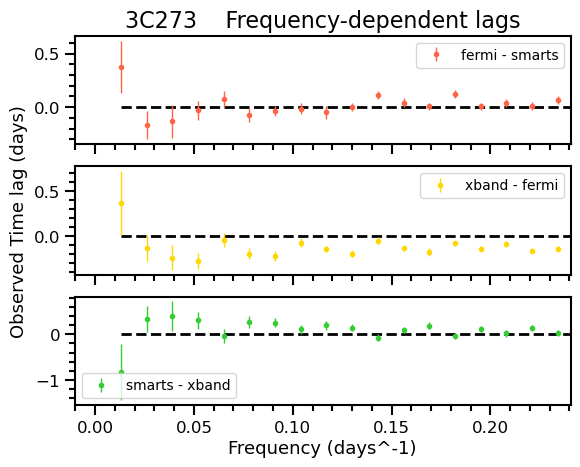 3C273    Frequency-dependent lags
0.5
0.0
fermi - smarts
0.5
0.0
xband - fermi
0
−1
smarts - xband
0.00 0.05 0.10 0.15 0.20
Frequency (days^-1)
Observed Time lag (days)